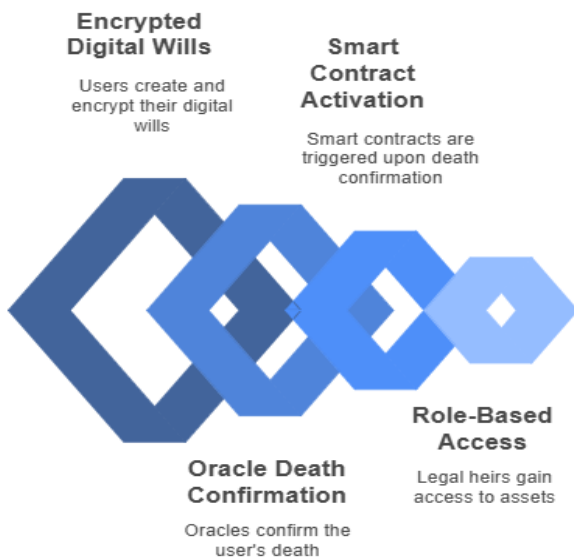 Encrypted
Digital Wills
Users create and
encrypt their digital
wills
Oracle Death
Confirmation
Oracles confirm the
user's death
Smart
Contract
Activation
Smart contracts are
triggered upon death
confirmation
Role-Based
Access
Legal heirs gain
access to assets